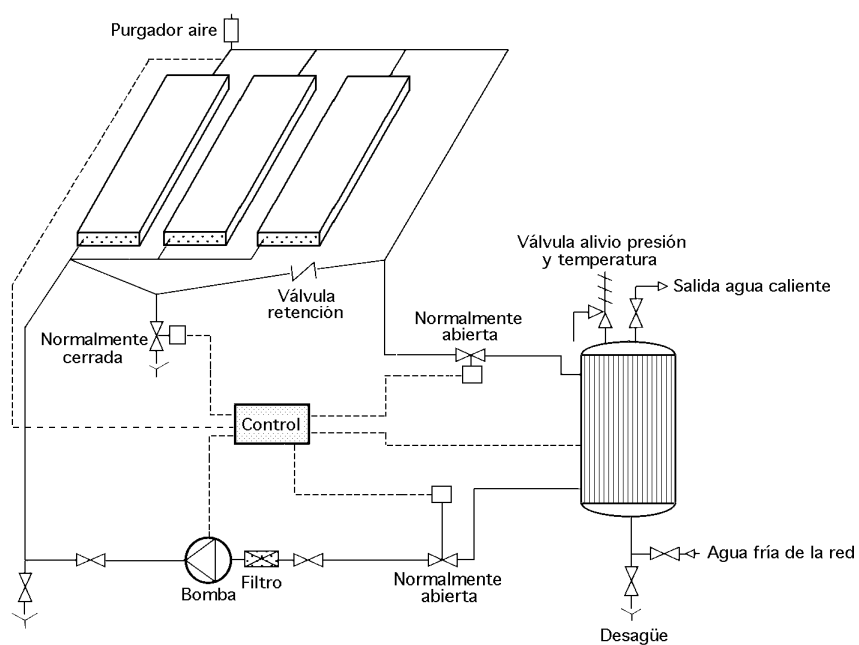 Purgador aire
Válvula alivio presión
y temperatura
Salida agua caliente
Válvula
retención
Normalmente
abierta
Normalmente
cerrada
Control
Agua fría de la red
Filtro
Bomba
Normalmente
abierta
Desagüe